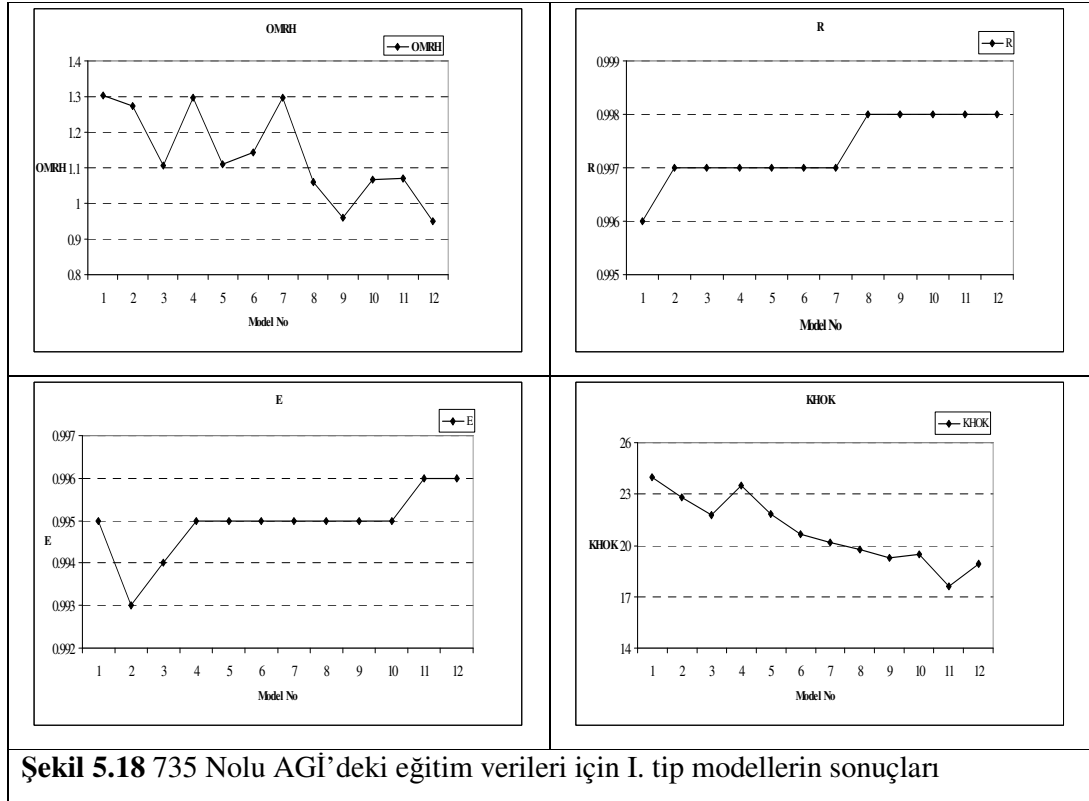 OMRH
OMRH
1.4
1.3
1.2
OMRH 1.1
1
0.9
0.8
1 2 3 4 5 6 7 8 9 10 11 12
Model No
R
R
0.999
0.998
R 0.997
0.996
0.995
1 2 3 4 5 6 7 8 9 10 11 12
Model No
E
E
0.997
0.996
0.995
E
0.994
0.993
0.992
1 2 3 4 5 6 7 8 9 10 11 12
Model No
KHOK
KHOK
26
23
KHOK 20
17
14
1 2 3 4 5 6 7 8 9 10 11 12
Model No
Şekil 5.18 735 Nolu AGİ’deki eğitim verileri için I. tip modellerin sonuçları